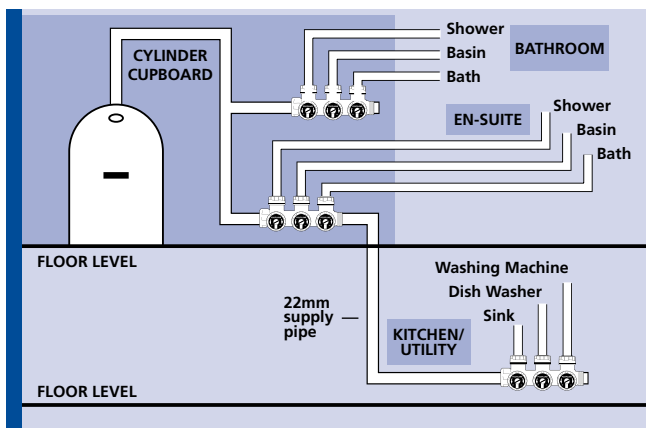 CYLINDER
CUPBOARD
Shower
Basin
Bath
BATHROOM
EN-SUITE
Shower
Basin
Bath
FLOOR LEVEL
22mm
supply
pipe
Washing Machine
Dish Washer
Sink
KITCHEN/
UTILITY
FLOOR LEVEL